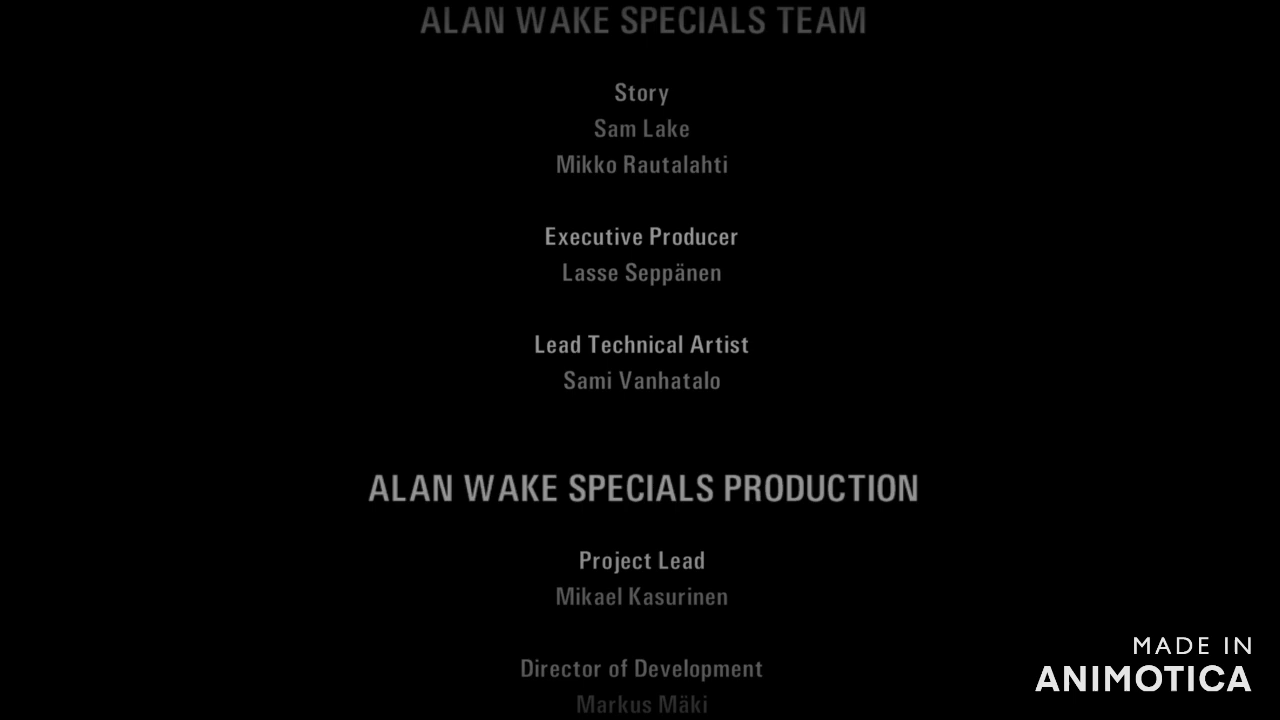 ALAN WAKE SPECIALS TEAM
Story
Sam Lake
Mikko Rautalahti
Executive Producer
Lasse Seppänen
Lead Technical Artist
Sami Vanhatalo
ALAN WAKE SPECIALS PRODUCTION
Project Lead
Mikael Kasurinen
Director of Development
Markus Mäki
MADE IN
ANIMOTICA